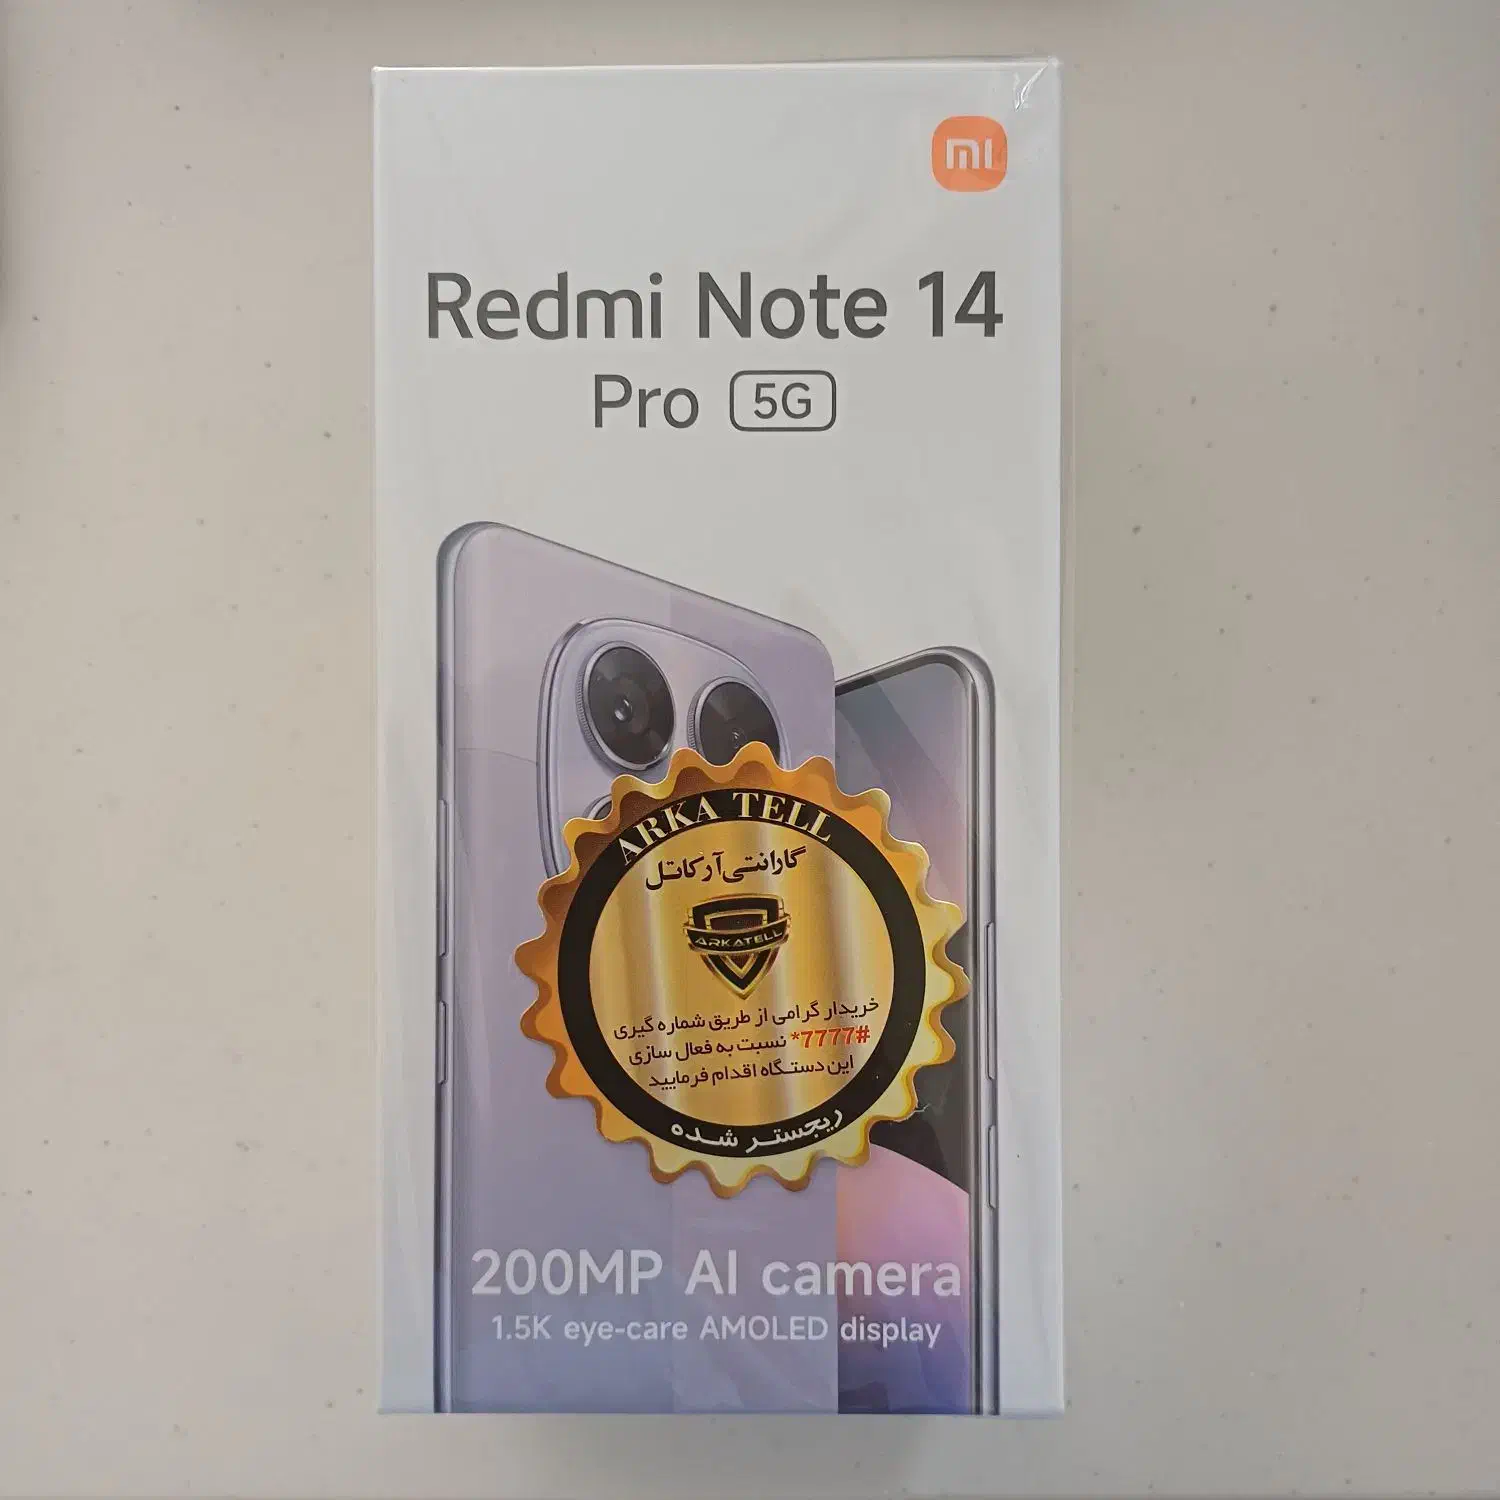 mi
Redmi Note 14
Pro 5G
ARKA TELL
گارانتی آرکاتل
ARKATELL
خریدار گرامی از طریق شماره گیری
*7777# نسبت به فعال سازی
این دستگاه اقدام فرمایید
ریجستر شده
200MP AI camera
1.5K eye-care AMOLED display